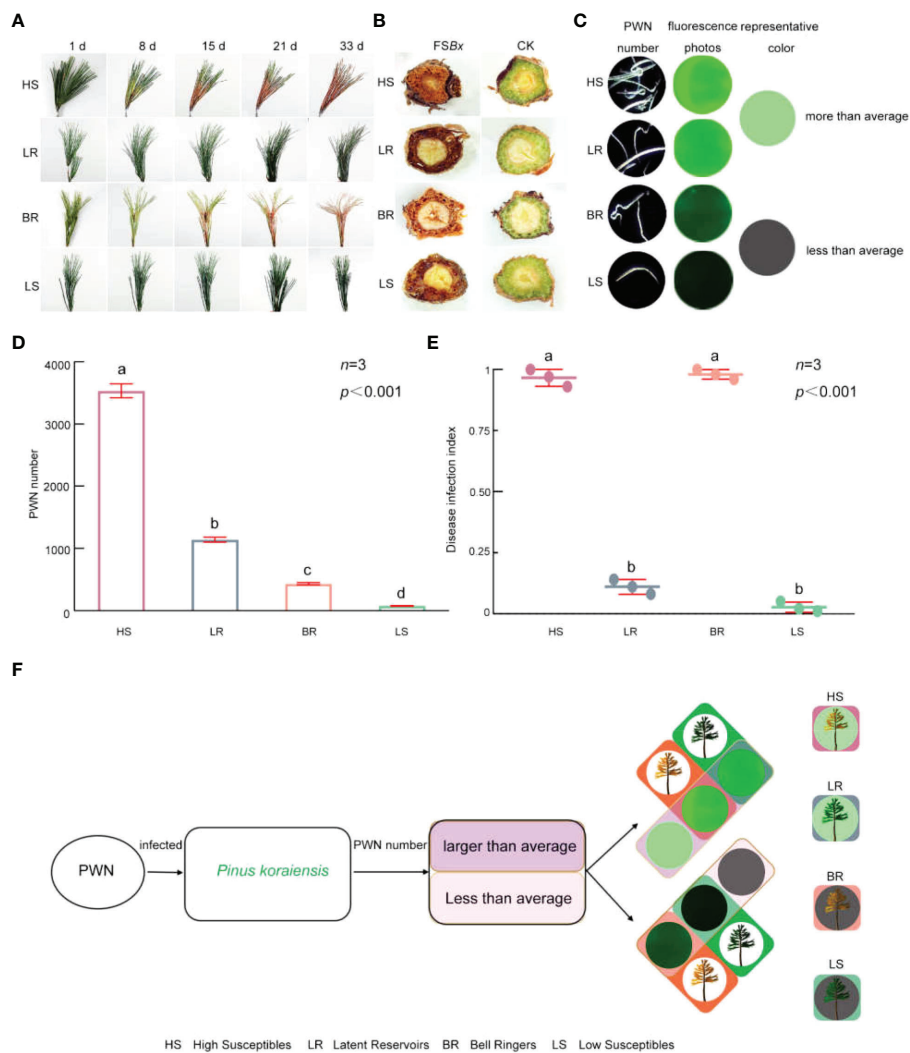 A
1 d 8 d 15 d 21 d 33 d
HS
LR
BR
LS
B
FSBx CK
HS
LR
BR
LS
C
PWN fluorescence representative
number photos color
HS
LR
BR
LS
more than average
less than average
D
PWN number
4000
3000
2000
1000
0
a
b
c
d
n=3
p<0.001
HS LR BR LS
E
Disease infection index
1
0.75
0.50
0.25
0
a
b
a
b
n=3
p<0.001
HS LR BR LS
F
PWN
infected
Pinus koraiensis
PWN number
larger than average
Less than average
HS
LR
BR
LS
HS High Susceptibles LR Latent Reservoirs BR Bell Ringers LS Low Susceptibles